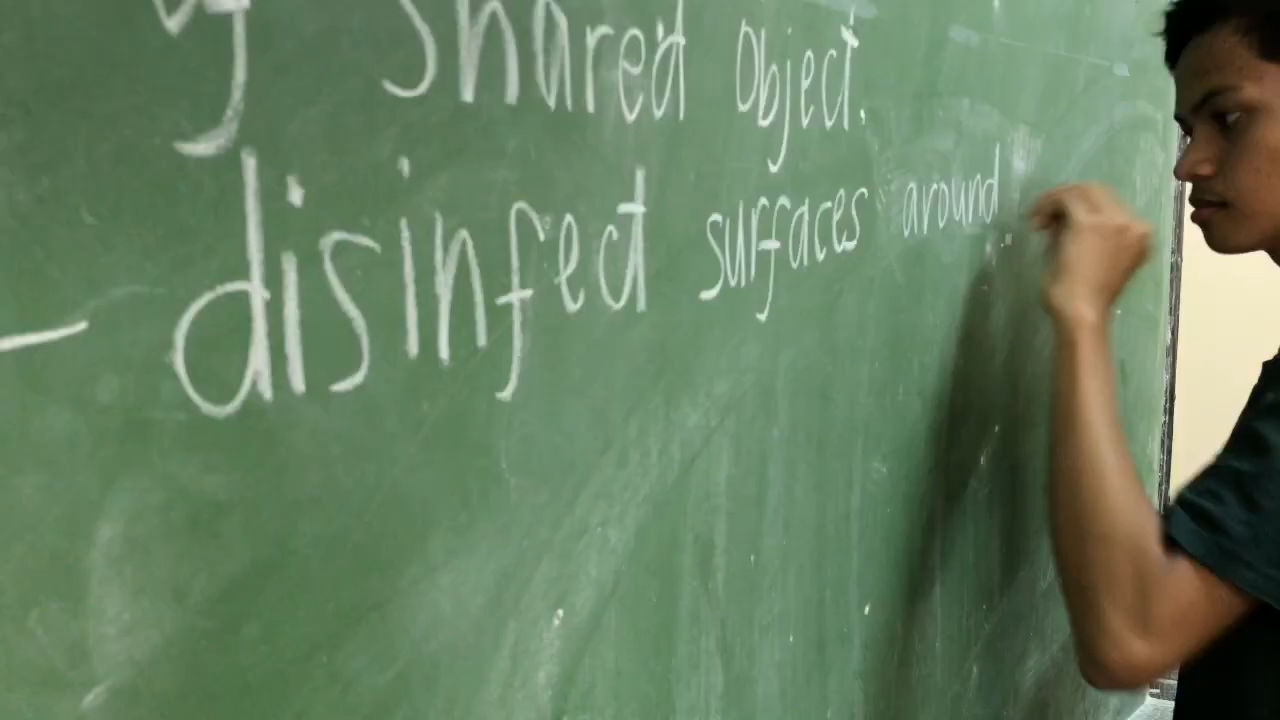 shared object.
- disinfect surfaces around